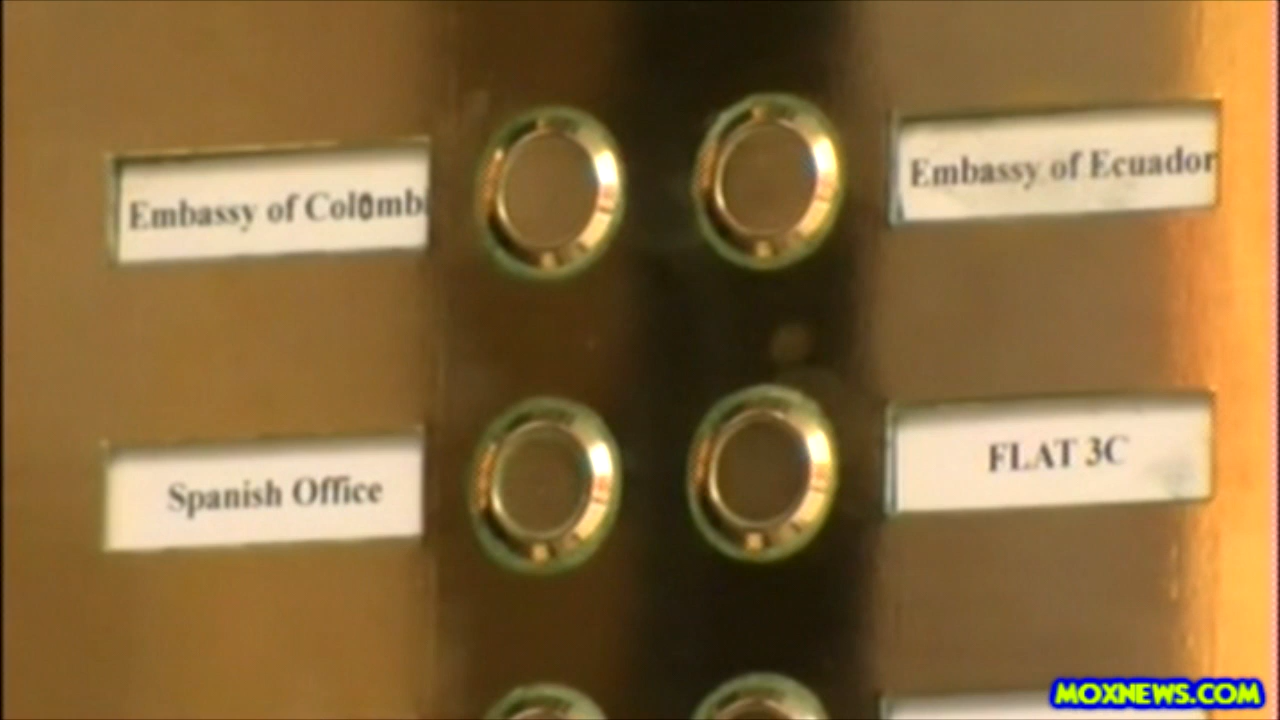 Embassy of Colomb
Embassy of Ecuador
Spanish Office
FLAT 3C
MOXNEWS.COM